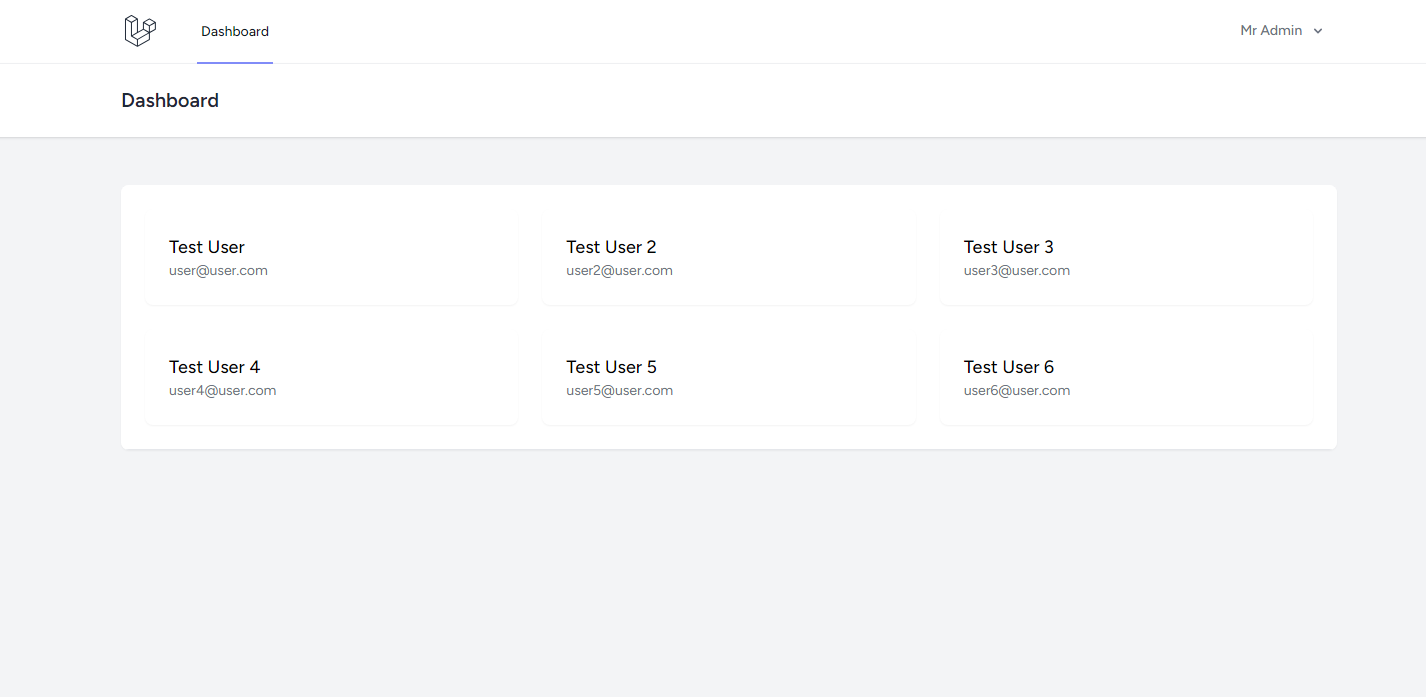 Dashboard
Mr Admin
Dashboard
Test User
user@user.com
Test User 2
user2@user.com
Test User 3
user3@user.com
Test User 4
user4@user.com
Test User 5
user5@user.com
Test User 6
user6@user.com